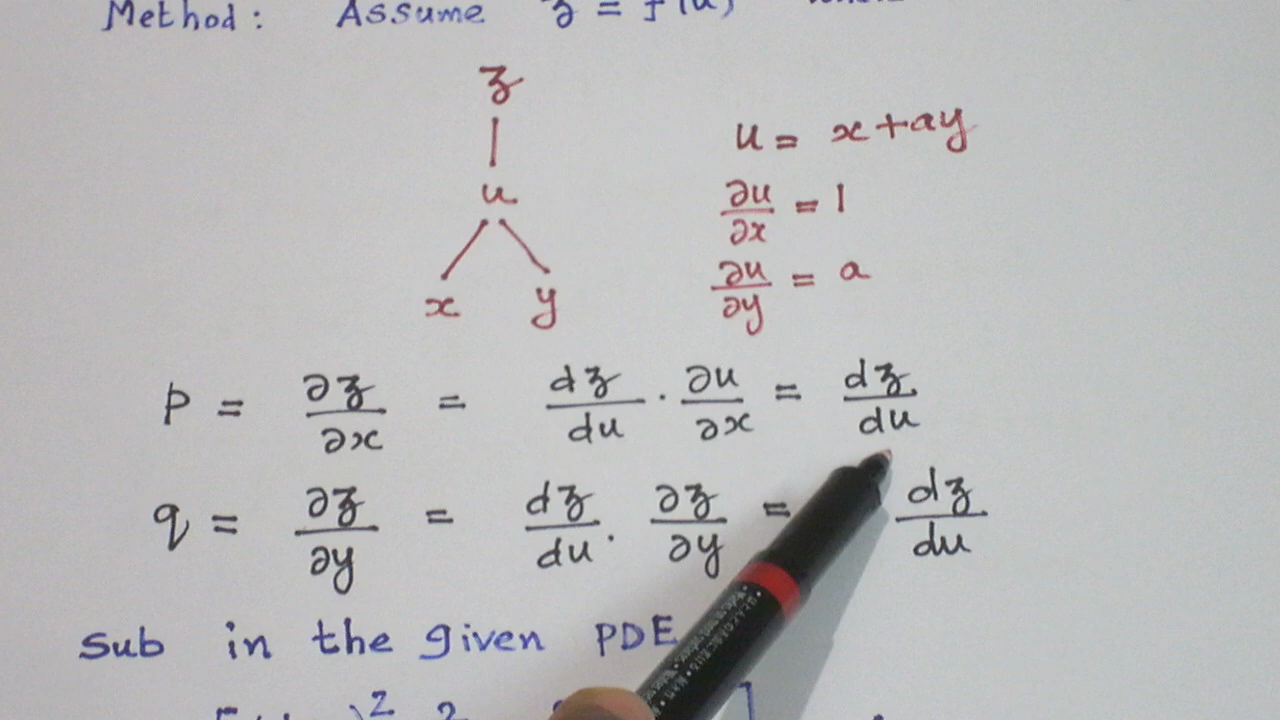 Method : Assume z = f(u)
z
u
x y
u = x + ay
∂u/∂x = 1
∂u/∂y = a
p = ∂z/∂x = dz/du · ∂u/∂x = dz/du
q = ∂z/∂y = dz/du · ∂z/∂y = dz/du
Sub in the given PDE